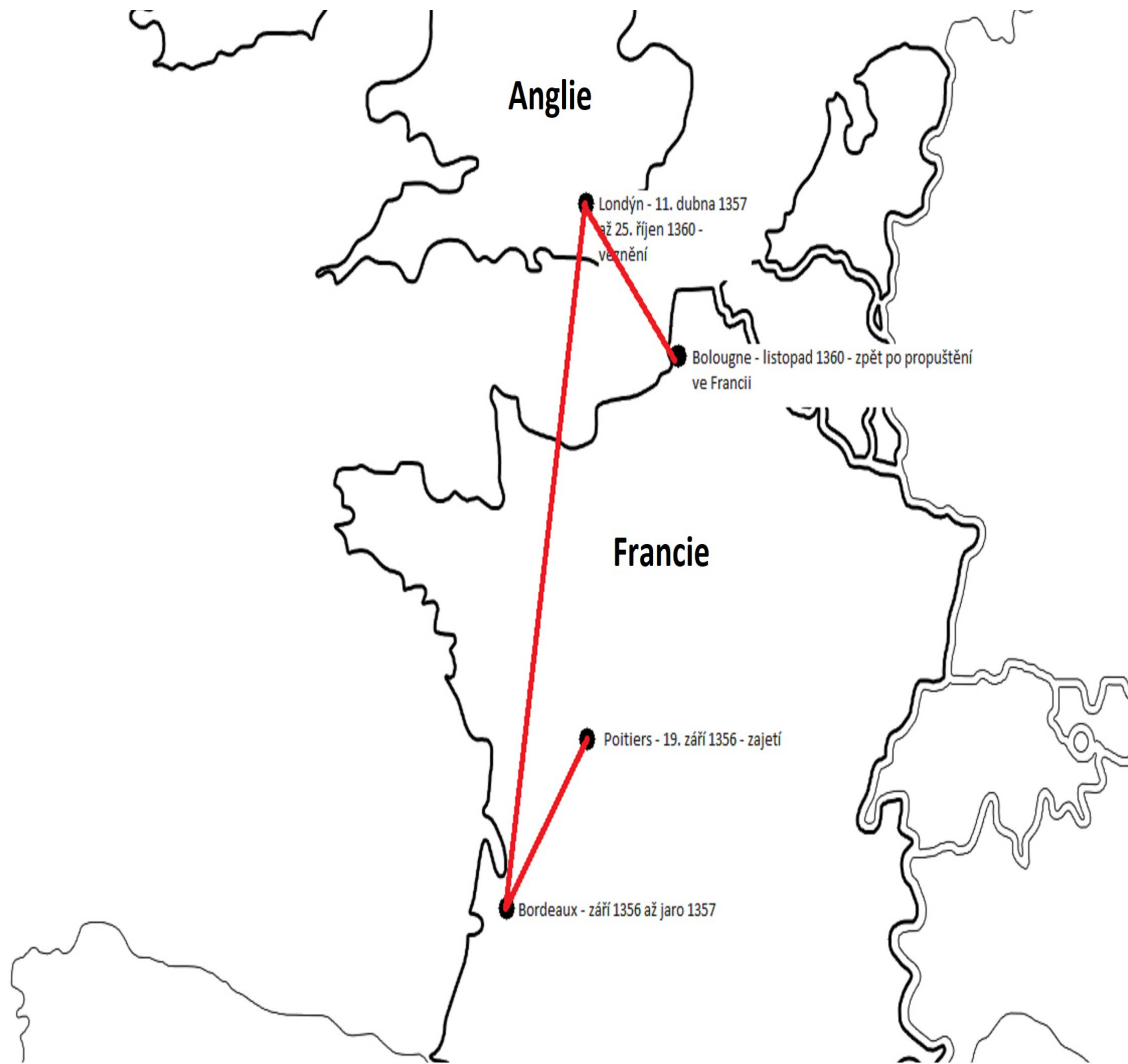 Anglie
Londýn - 11. dubna 1357
až 25. říjen 1360 -
věznění
Bolougne - listopad 1360 - zpět po propuštění
ve Francii
Francie
Poitiers - 19. září 1356 - zajetí
Bordeaux - září 1356 až jaro 1357